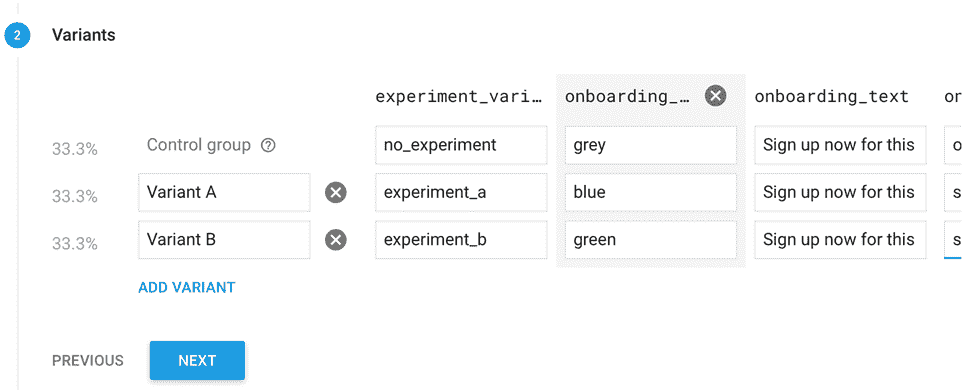 2 Variants
experiment_vari... onboarding_... onboarding_text on
33.3% Control group no_experiment grey Sign up now for this o
33.3% Variant A experiment_a blue Sign up now for this s
33.3% Variant B experiment_b green Sign up now for this s
ADD VARIANT
PREVIOUS NEXT